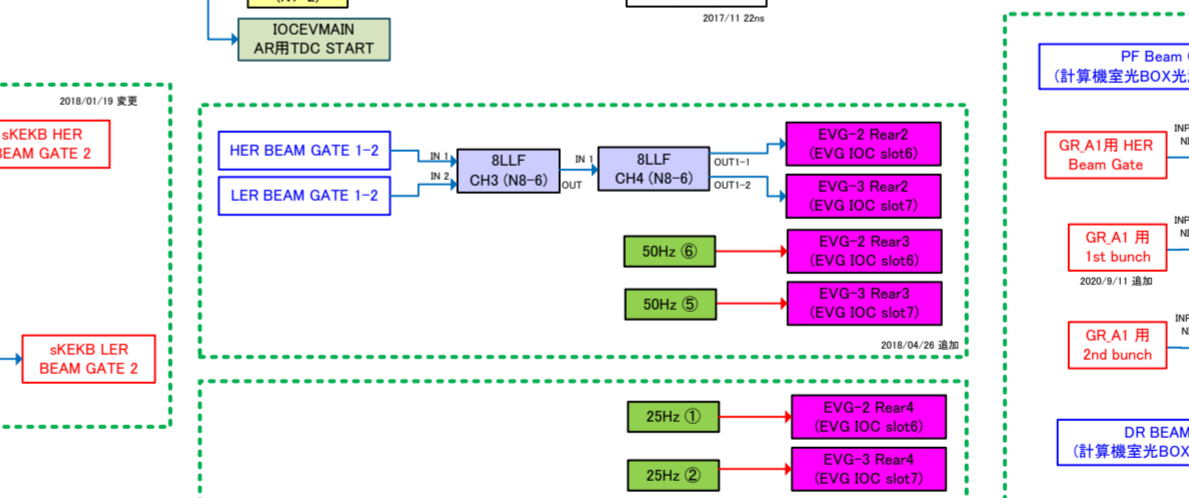 2017/11 22ns
IOCEVMAIN
AR用TDC START
2018/01/19 変更
sKEKB HER
BEAM GATE 2
sKEKB LER
BEAM GATE 2
HER BEAM GATE 1-2
LER BEAM GATE 1-2
IN 1
IN 2
8LLF
CH3 (N8-6)
OUT
IN 1
8LLF
CH4 (N8-6)
OUT1-1
OUT1-2
EVG-2 Rear2
(EVG IOC slot6)
EVG-3 Rear2
(EVG IOC slot7)
50Hz ⑥
EVG-2 Rear3
(EVG IOC slot6)
50Hz ⑤
EVG-3 Rear3
(EVG IOC slot7)
2018/04/26 追加
25Hz ①
EVG-2 Rear4
(EVG IOC slot6)
25Hz ②
EVG-3 Rear4
(EVG IOC slot7)
PF Beam
(計算機室光BOX光
GR_A1用 HER
Beam Gate
GR_A1 用
1st bunch
2020/9/11 追加
GR_A1 用
2nd bunch
DR BEAM
(計算機室光BOX